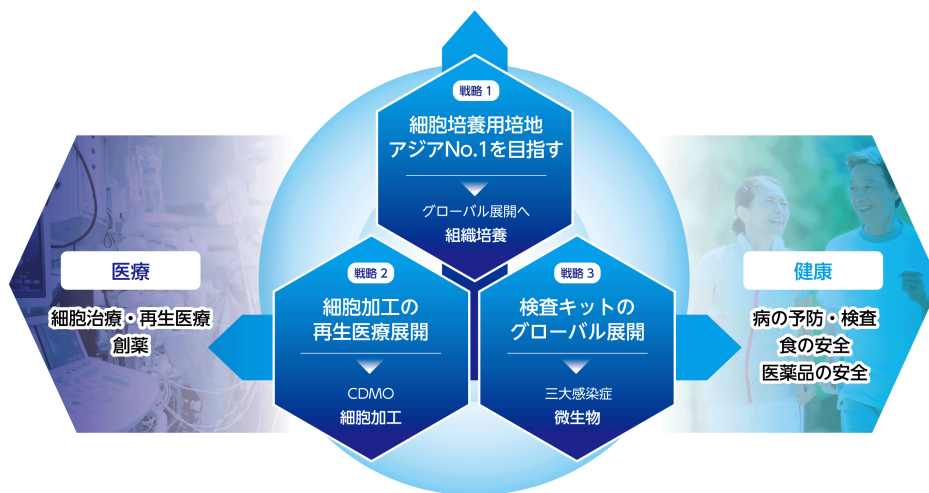 戦略 1
細胞培養用培地
アジアNo.1を目指す
グローバル展開へ
組織培養
医療
細胞治療・再生医療
創薬
戦略 2
細胞加工の
再生医療展開
CDMO
細胞加工
戦略 3
検査キットの
グローバル展開
三大感染症
微生物
健康
病の予防・検査
食の安全
医薬品の安全